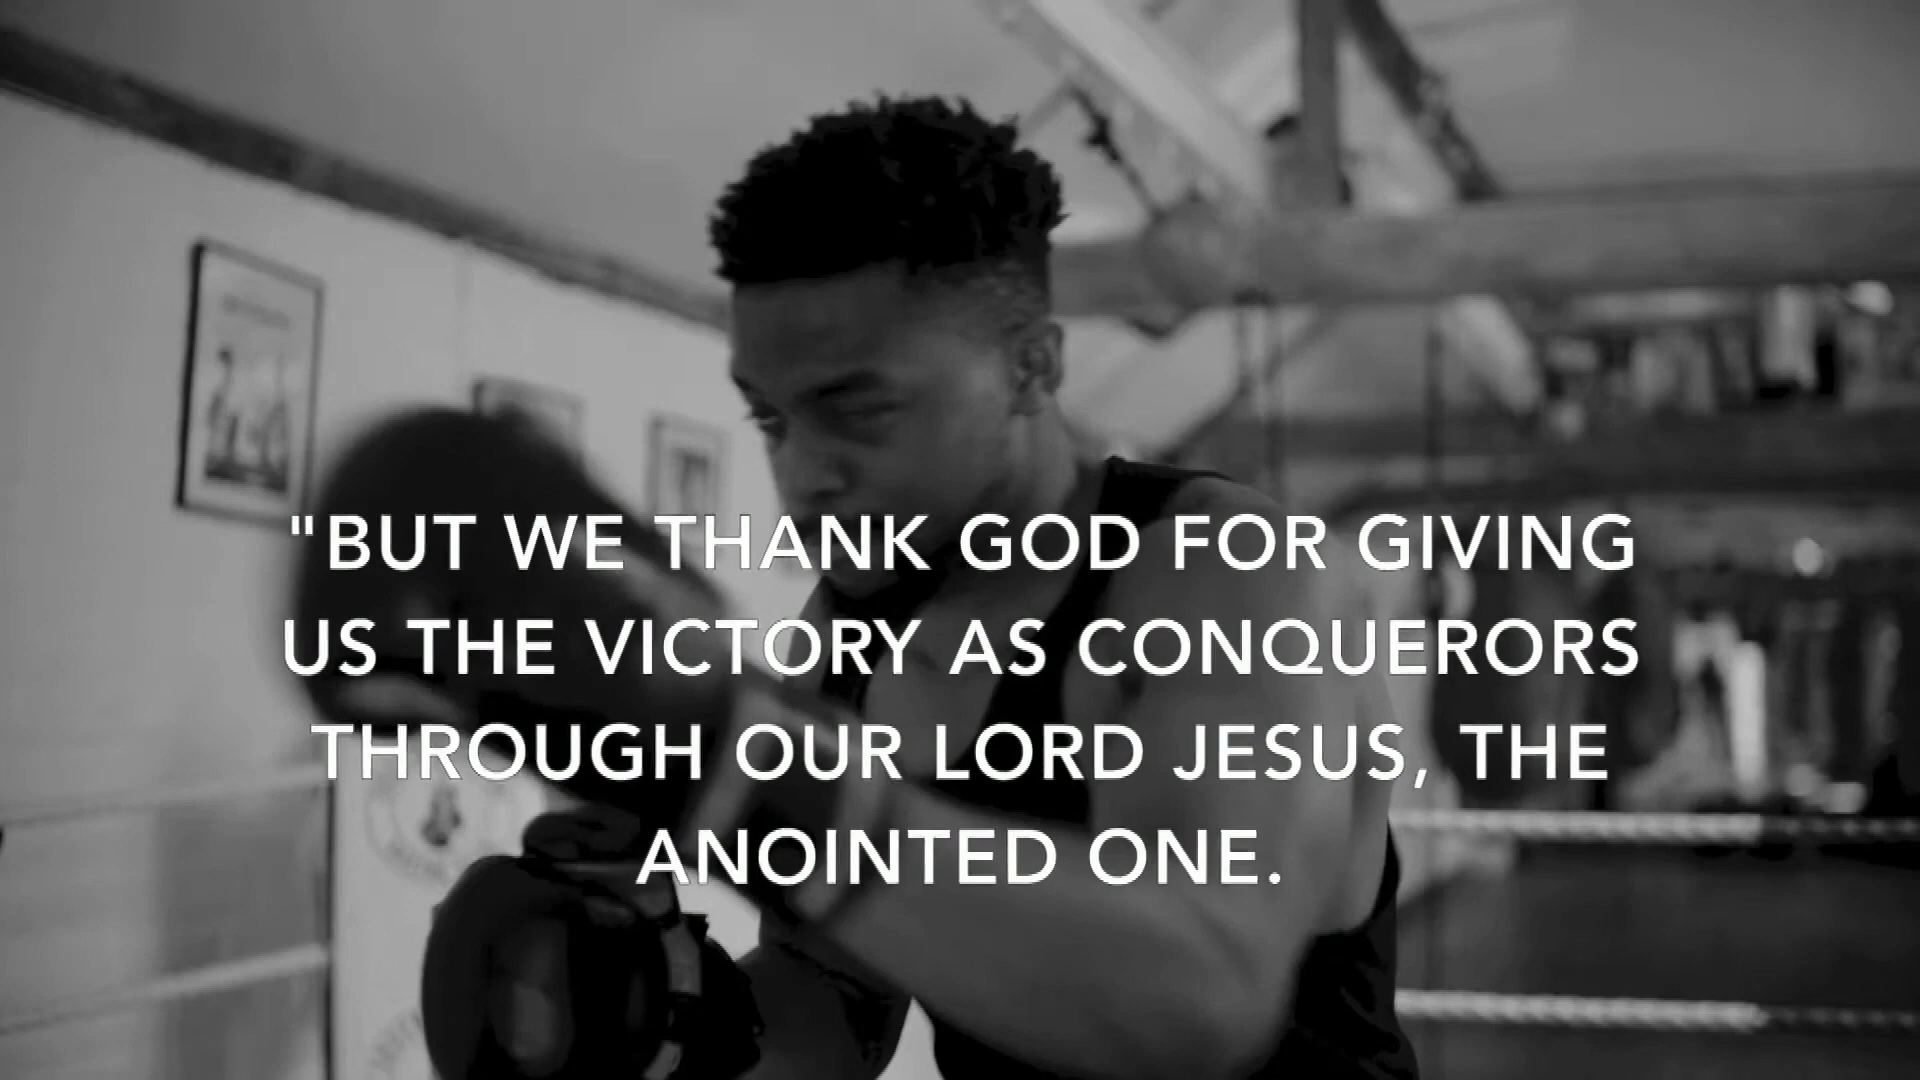 "BUT WE THANK GOD FOR GIVING
US THE VICTORY AS CONQUERORS
THROUGH OUR LORD JESUS, THE
ANOINTED ONE.